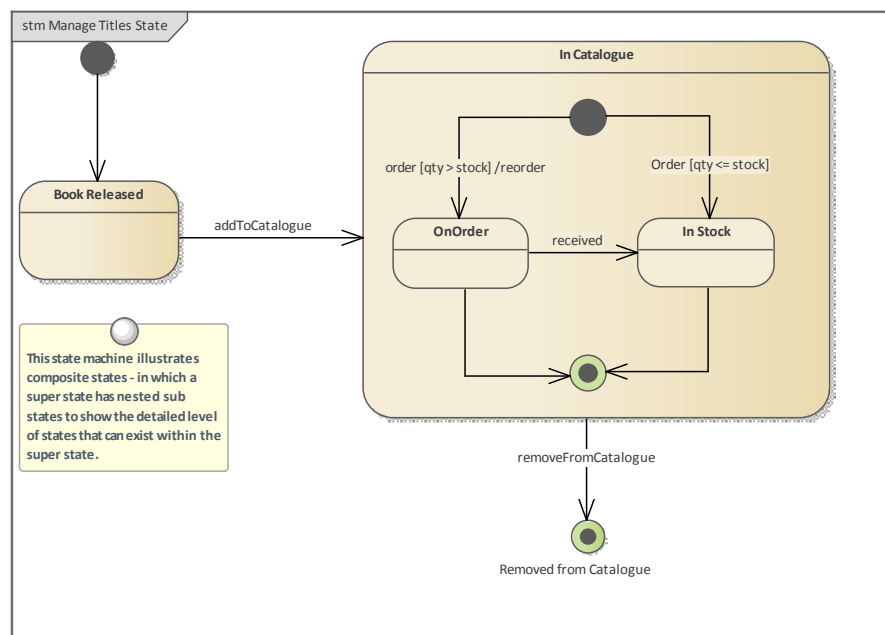 stm Manage Titles State
In Catalogue
order [qty > stock] /reorder
Order [qty <= stock]
Book Released
addToCatalogue
OnOrder
received
In Stock
This state machine illustrates
composite states - in which a
super state has nested sub
states to show the detailed level
of states that can exist within the
super state.
removeFromCatalogue
Removed from Catalogue